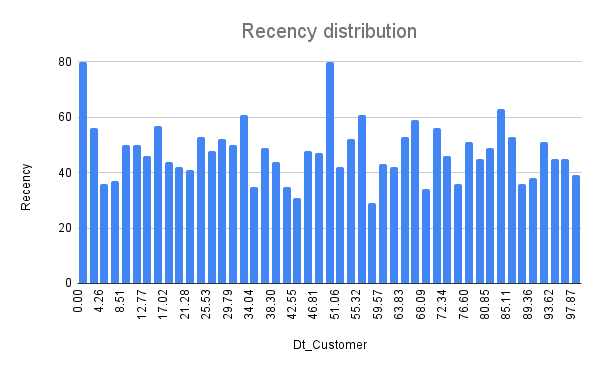 Recency distribution
80
60
40
20
0
Recency
0.00 4.26 8.51 12.77 17.02 21.28 25.53 29.79 34.04 38.30 42.55 46.81 51.06 55.32 59.57 63.83 68.09 72.34 76.60 80.85 85.11 89.36 93.62 97.87
Dt_Customer